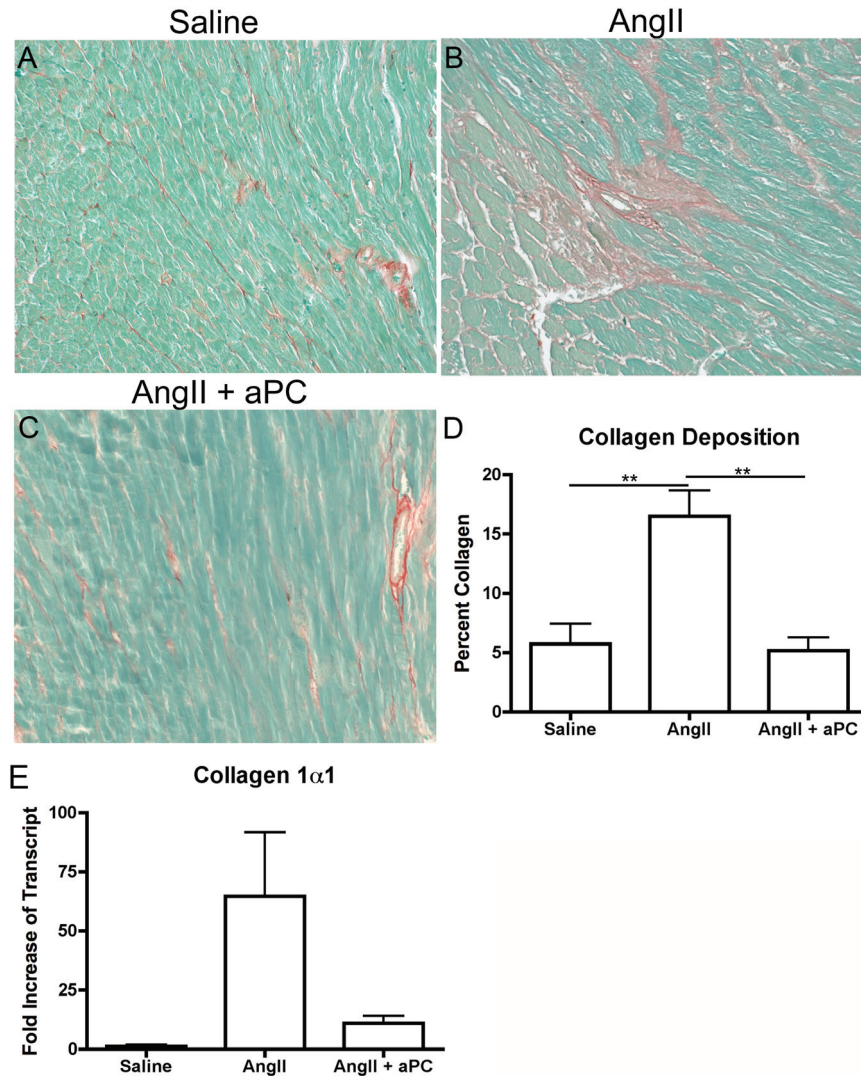 Saline
AngII
A
B
AngII + aPC
C
D
Collagen Deposition
**
**
Percent Collagen
20
15
10
5
0
Saline
AngII
AngII + aPC
E
Collagen 1α1
Fold Increase of Transcript
100
75
50
25
0
Saline
AngII
AngII + aPC